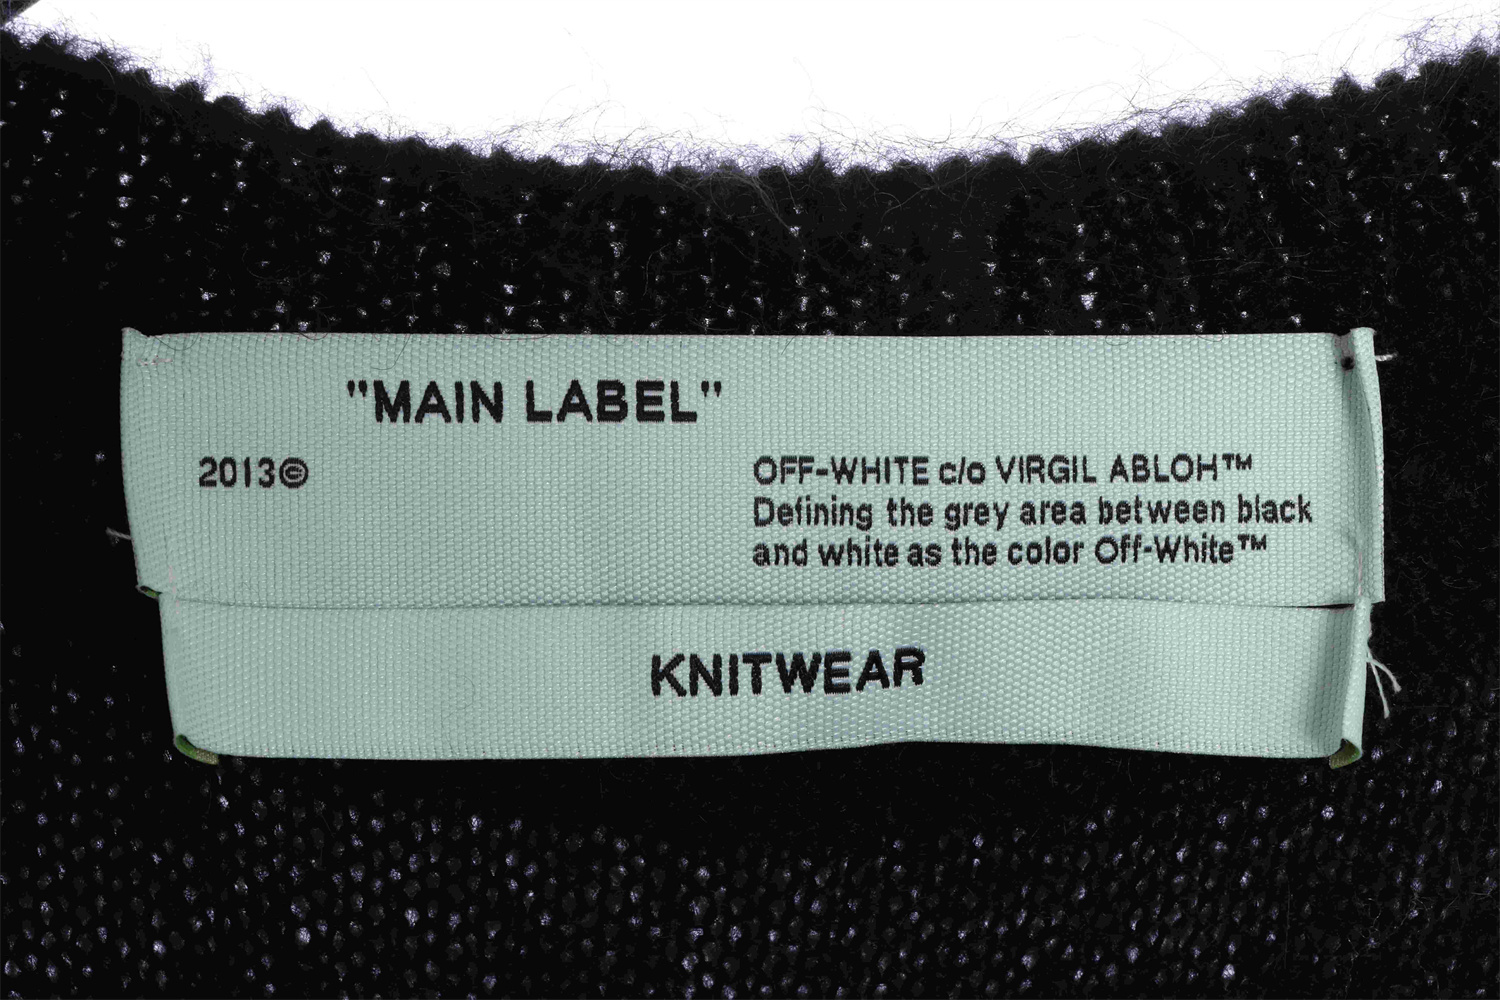 "MAIN LABEL"
2013©
OFF-WHITE c/o VIRGIL ABLOH™
Defining the grey area between black
and white as the color Off-White™
KNITWEAR